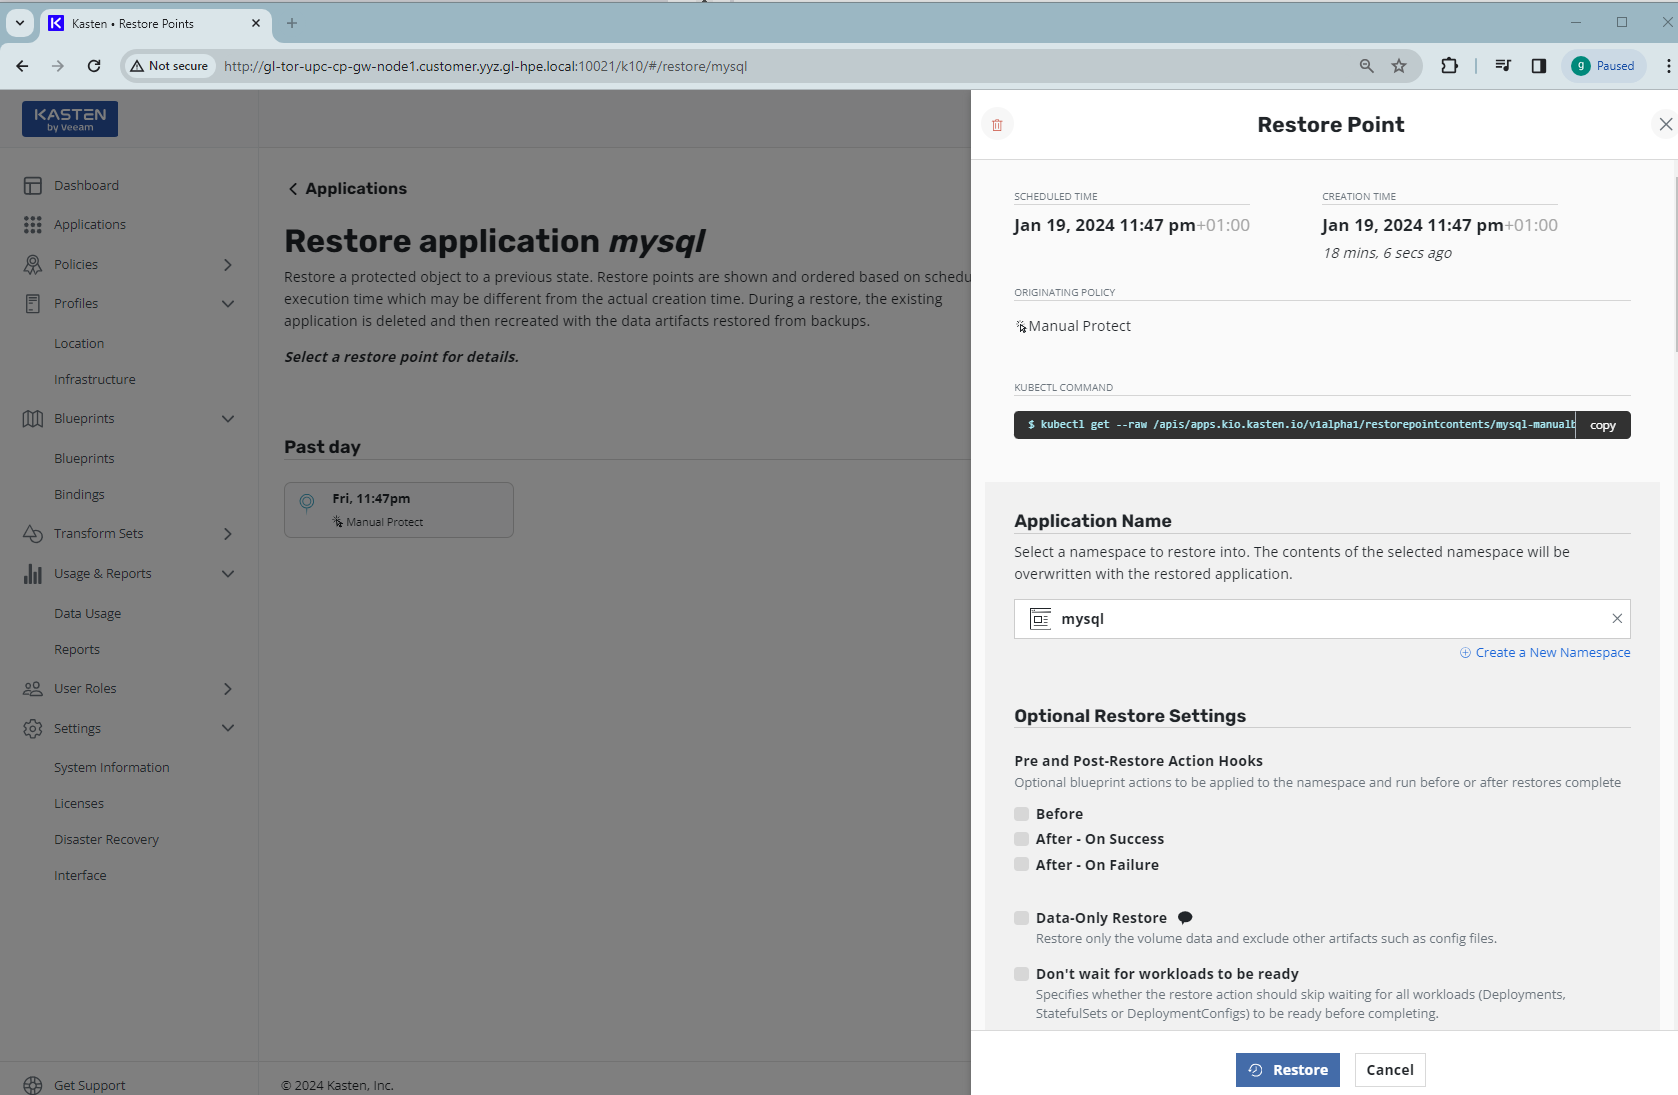 Kasten • Restore Points
Not secure
http://gl-tor-upc-cp-gw-node1.customer.yyz.gl-hpe.local:10021/k10/#/restore/mysql
g
Paused
KASTEN
by Veeam
Dashboard
Applications
Policies
Profiles
Location
Infrastructure
Blueprints
Blueprints
Bindings
Transform Sets
Usage & Reports
Data Usage
Reports
User Roles
Settings
System Information
Licenses
Disaster Recovery
Interface
Get Support
Applications
Restore application mysql
Restore a protected object to a previous state. Restore points are shown and ordered based on schedu
execution time which may be different from the actual creation time. During a restore, the existing
application is deleted and then recreated with the data artifacts restored from backups.
Select a restore point for details.
Past day
Fri, 11:47pm
Manual Protect
© 2024 Kasten, Inc.
Restore Point
SCHEDULED TIME
Jan 19, 2024 11:47 pm+01:00
CREATION TIME
Jan 19, 2024 11:47 pm+01:00
18 mins, 6 secs ago
ORIGINATING POLICY
Manual Protect
KUBECTL COMMAND
$ kubectl get --raw /apis/apps.kio.kasten.io/v1alpha1/restorepointcontents/mysql-manualb
copy
Application Name
Select a namespace to restore into. The contents of the selected namespace will be
overwritten with the restored application.
mysql
Create a New Namespace
Optional Restore Settings
Pre and Post-Restore Action Hooks
Optional blueprint actions to be applied to the namespace and run before or after restores complete
Before
After - On Success
After - On Failure
Data-Only Restore
Restore only the volume data and exclude other artifacts such as config files.
Don't wait for workloads to be ready
Specifies whether the restore action should skip waiting for all workloads (Deployments,
StatefulSets or DeploymentConfigs) to be ready before completing.
Restore
Cancel